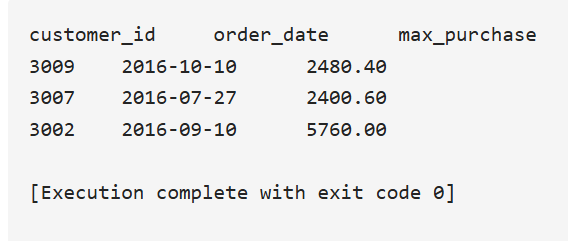 customer_id order_date max_purchase
3009 2016-10-10 2480.40
3007 2016-07-27 2400.60
3002 2016-09-10 5760.00
[Execution complete with exit code 0]